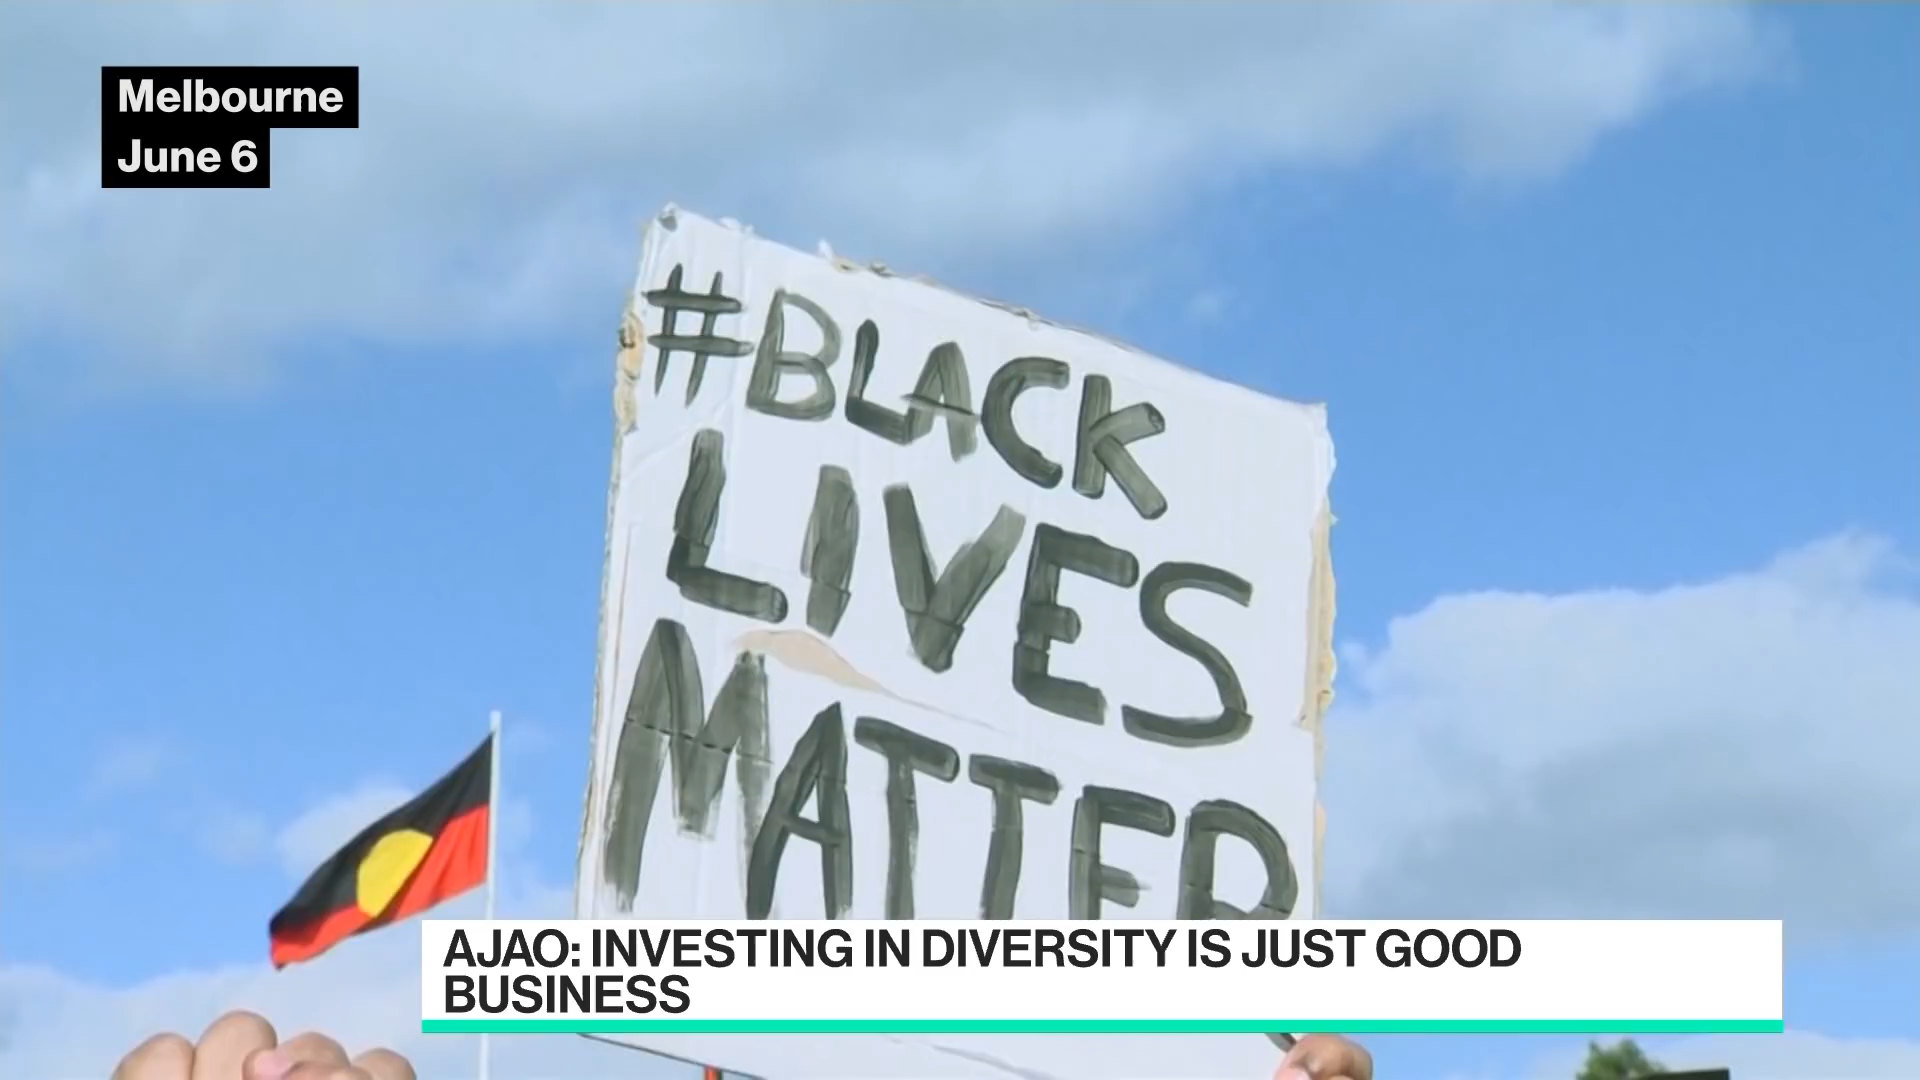 Melbourne
June 6
#BLACK
LIVES
MATTER
AJAO: INVESTING IN DIVERSITY IS JUST GOOD
BUSINESS